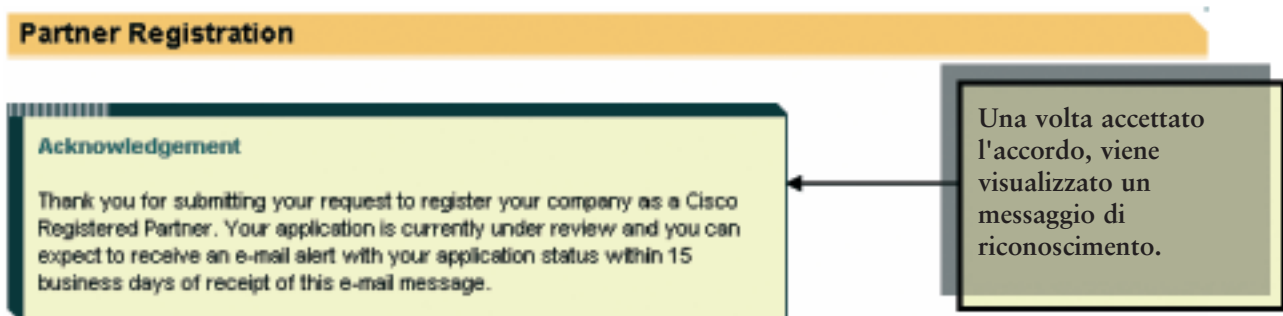 Partner Registration
Acknowledgement
Thank you for submitting your request to register your company as a Cisco
Registered Partner. Your application is currently under review and you can
expect to receive an e-mail alert with your application status within 15
business days of receipt of this e-mail message.
Una volta accettato
l'accordo, viene
visualizzato un
messaggio di
riconoscimento.